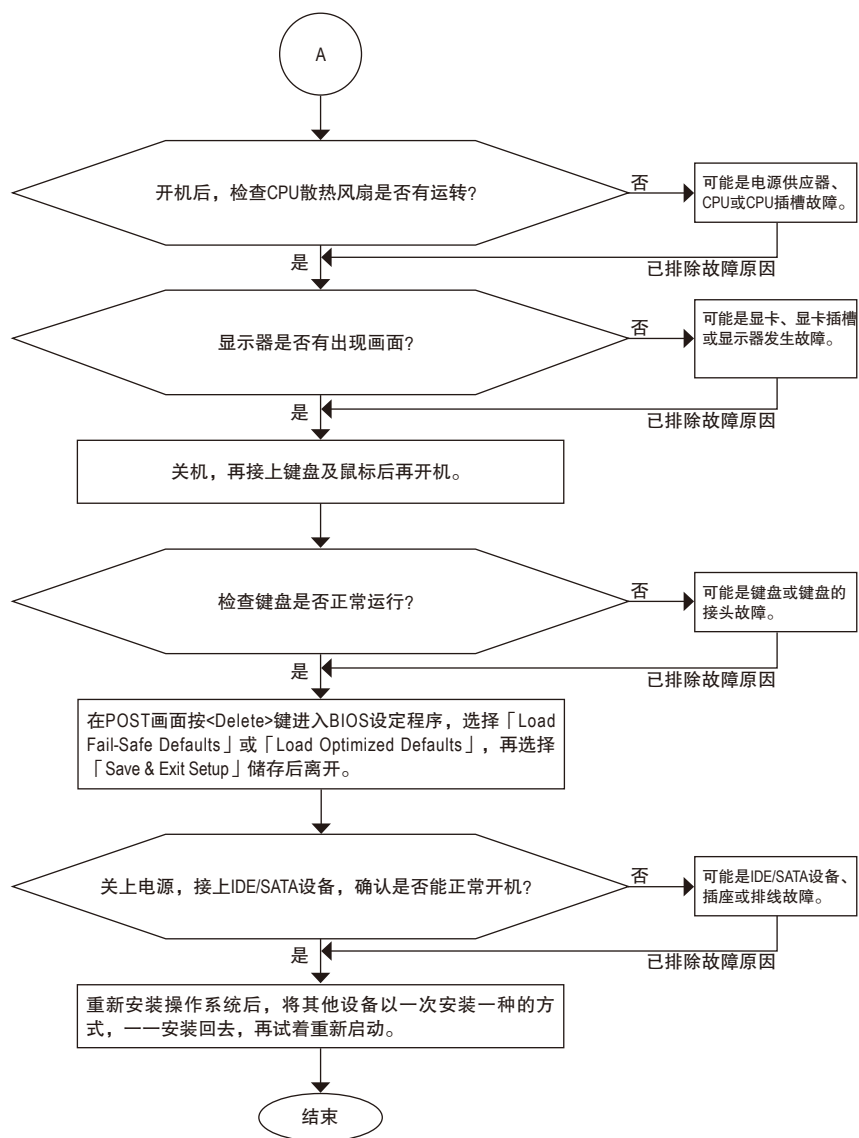 A
开机后，检查CPU散热风扇是否有运转?
否
可能是电源供应器、
CPU或CPU插槽故障。
是
已排除故障原因
显示器是否有出现画面?
否
可能是显卡、显卡插槽
或显示器发生故障。
是
已排除故障原因
关机，再接上键盘及鼠标后再开机。
检查键盘是否正常运行?
否
可能是键盘或键盘的
接头故障。
是
已排除故障原因
在POST画面按<Delete>键进入BIOS设定程序，选择「Load
Fail-Safe Defaults」或「Load Optimized Defaults」，再选择
「Save & Exit Setup」储存后离开。
关上电源，接上IDE/SATA设备，确认是否能正常开机?
否
可能是IDE/SATA设备、
插座或排线故障。
是
已排除故障原因
重新安装操作系统后，将其他设备以一次安装一种的方
式，一一安装回去，再试着重新启动。
结束